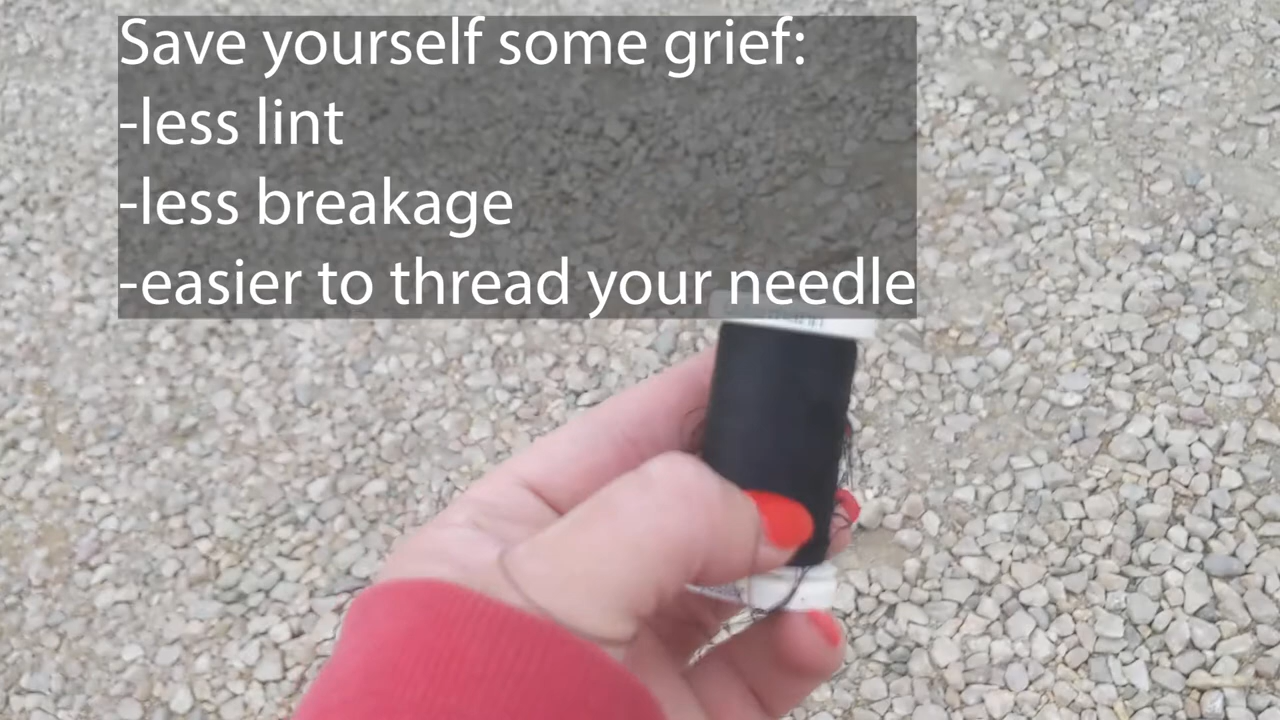 Save yourself some grief:
-less lint
-less breakage
-easier to thread your needle